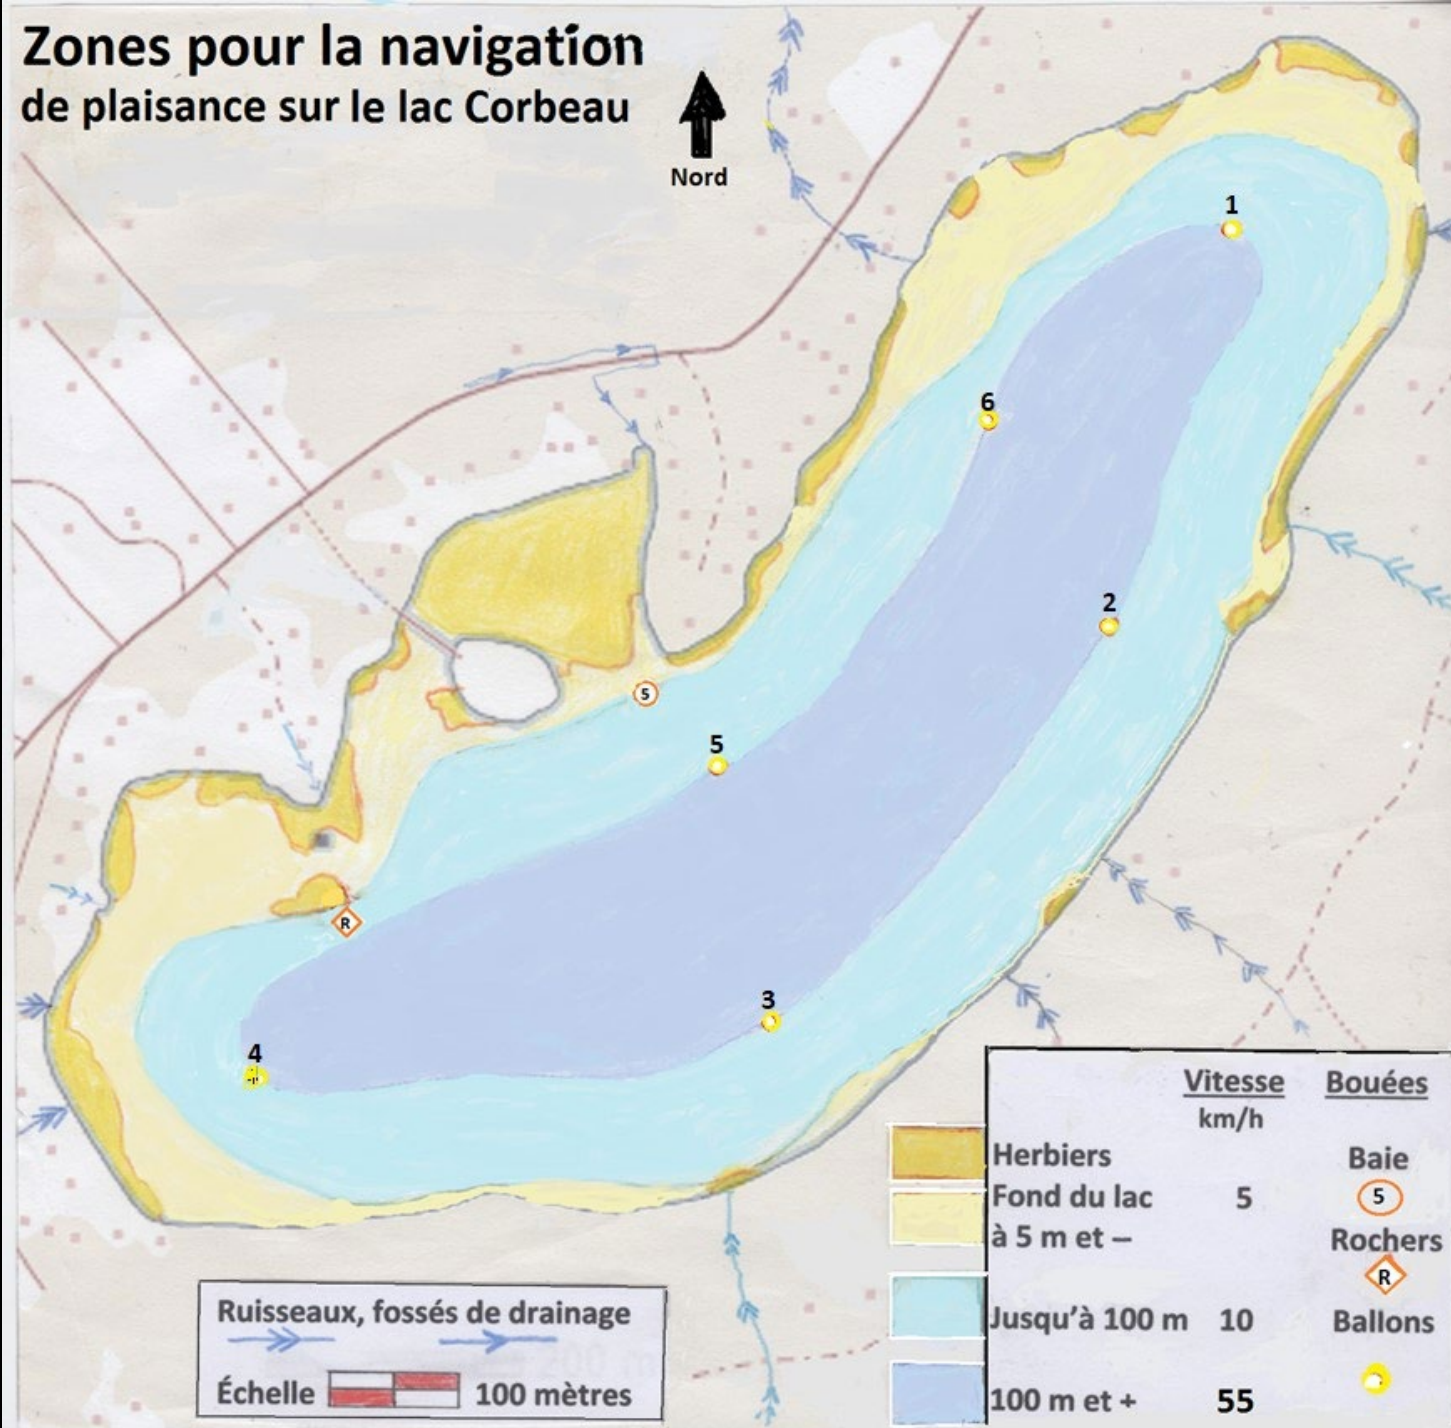 Zones pour la navigation
de plaisance sur le lac Corbeau
Nord
1
6
2
5
5
R
3
4
Vitesse Bouées
km/h
Herbiers Baie
Fond du lac 5 5
à 5 m et –
Rochers
R
Jusqu'à 100 m 10 Ballons
100 m et + 55
Ruisseaux, fossés de drainage
Échelle 100 mètres